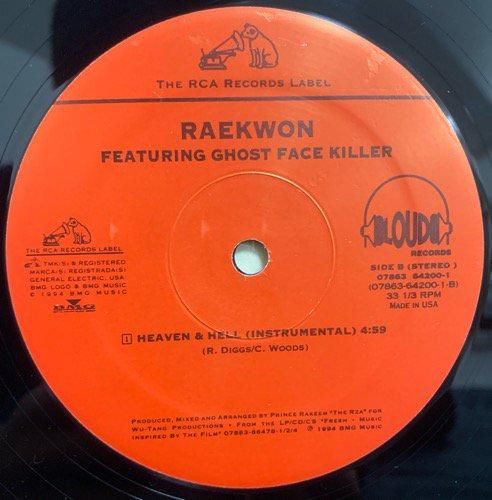 The RCA Records Label
RAEKWON
FEATURING GHOST FACE KILLER
The RCA Records Label
TMK(S) & REGISTERED
MARCA(S) REGISTRADA(S)
GENERAL ELECTRIC, USA.
BMG LOGO & BMG MUSIC
© 1994 BMG MUSIC
BMG
LOUD
RECORDS
SIDE B (STEREO)
07863 64200-1
(07863-64200-1-B)
33 1/3 RPM
Made in USA
1 HEAVEN & HELL (INSTRUMENTAL) 4:59
(R. Diggs/C. Woods)
Produced, Mixed and Arranged by Prince Rakeem "The RZA" for
Wu-Tang Productions • From the LP/CD/CS "Fresh - Music
Inspired By The Film" 07863-66478-1/2/4 ℗ 1994 BMG Music